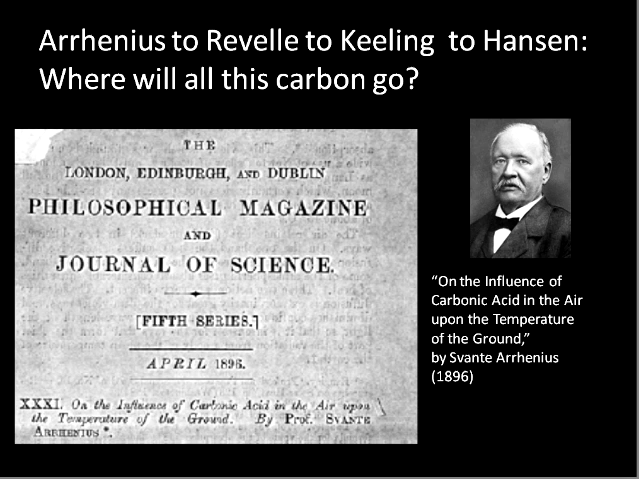 Arrhenius to Revelle to Keeling to Hansen:
Where will all this carbon go?
THE
LONDON, EDINBURGH, AND DUBLIN
PHILOSOPHICAL MAGAZINE
AND
JOURNAL OF SCIENCE.
[FIFTH SERIES.]
APRIL 1896.
XXXI. On the Influence of Carbonic Acid in the Air upon
the Temperature of the Ground. By Prof. SVANTE
ARRHENIUS *.
“On the Influence of
Carbonic Acid in the Air
upon the Temperature
of the Ground,”
by Svante Arrhenius
(1896)